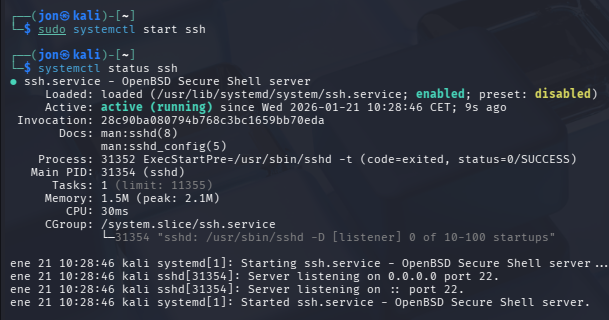 ┌──(jon㉿kali)-[~]
└─$ sudo systemctl start ssh
┌──(jon㉿kali)-[~]
└─$ systemctl status ssh
● ssh.service - OpenBSD Secure Shell server
Loaded: loaded (/usr/lib/systemd/system/ssh.service; enabled; preset: disabled)
Active: active (running) since Wed 2026-01-21 10:28:46 CET; 9s ago
Invocation: 28c90ba080794b768c3bc1659bb70eda
Docs: man:sshd(8)
man:sshd_config(5)
Process: 31352 ExecStartPre=/usr/sbin/sshd -t (code=exited, status=0/SUCCESS)
Main PID: 31354 (sshd)
Tasks: 1 (limit: 11355)
Memory: 1.5M (peak: 2.1M)
CPU: 30ms
CGroup: /system.slice/ssh.service
└─31354 "sshd: /usr/sbin/sshd -D [listener] 0 of 10-100 startups"
ene 21 10:28:46 kali systemd[1]: Starting ssh.service - OpenBSD Secure Shell server...
ene 21 10:28:46 kali sshd[31354]: Server listening on 0.0.0.0 port 22.
ene 21 10:28:46 kali sshd[31354]: Server listening on :: port 22.
ene 21 10:28:46 kali systemd[1]: Started ssh.service - OpenBSD Secure Shell server.